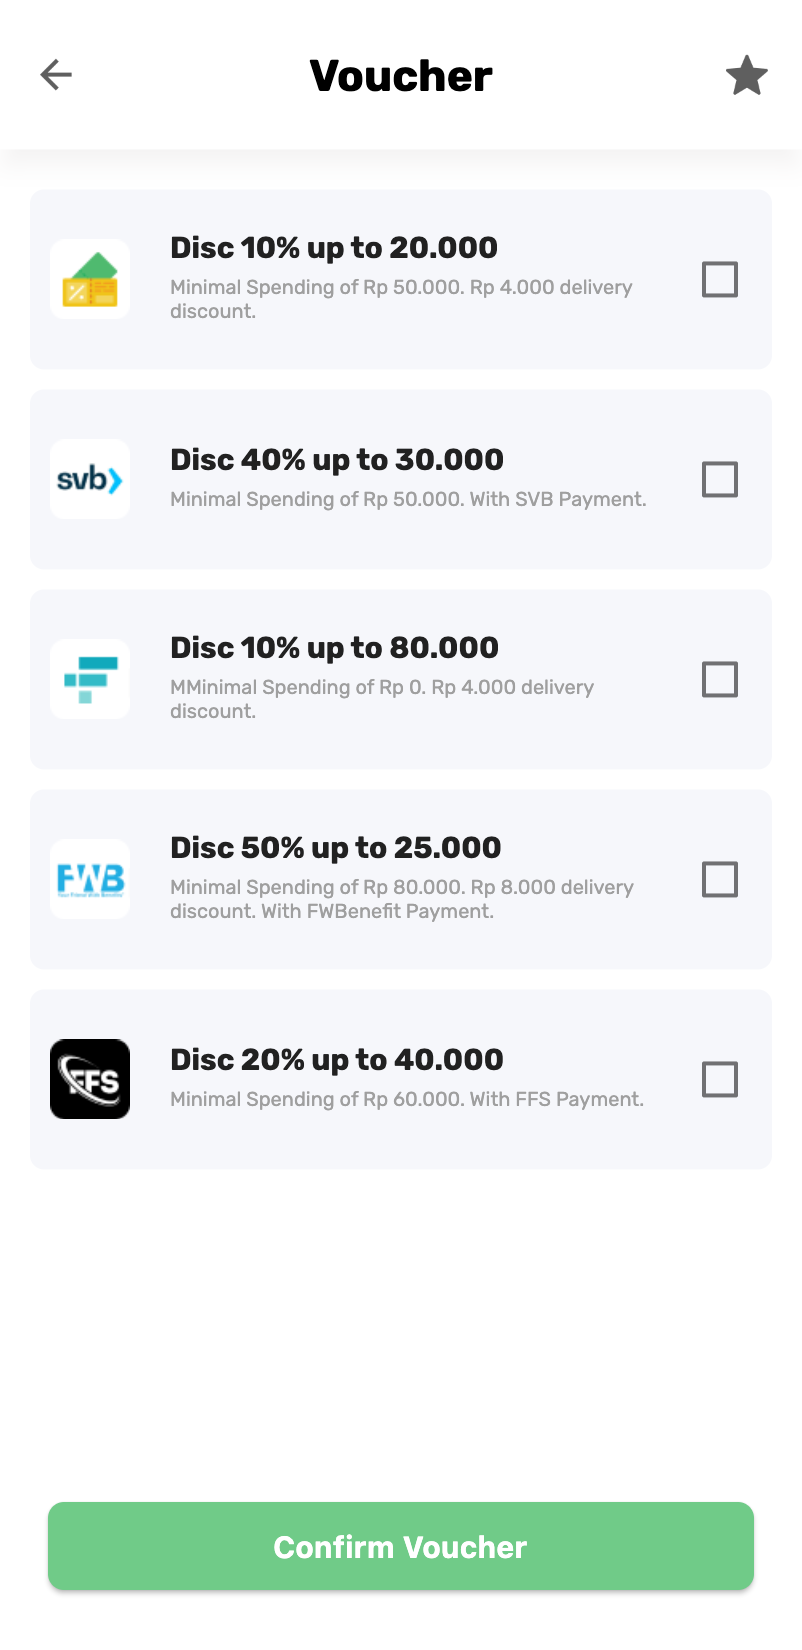 Voucher
Disc 10% up to 20.000
Minimal Spending of Rp 50.000. Rp 4.000 delivery
discount.
svb
Disc 40% up to 30.000
Minimal Spending of Rp 50.000. With SVB Payment.
Disc 10% up to 80.000
MMinimal Spending of Rp 0. Rp 4.000 delivery
discount.
FWB
Your Friend With Benefits
Disc 50% up to 25.000
Minimal Spending of Rp 80.000. Rp 8.000 delivery
discount. With FWBenefit Payment.
FFS
Disc 20% up to 40.000
Minimal Spending of Rp 60.000. With FFS Payment.
Confirm Voucher